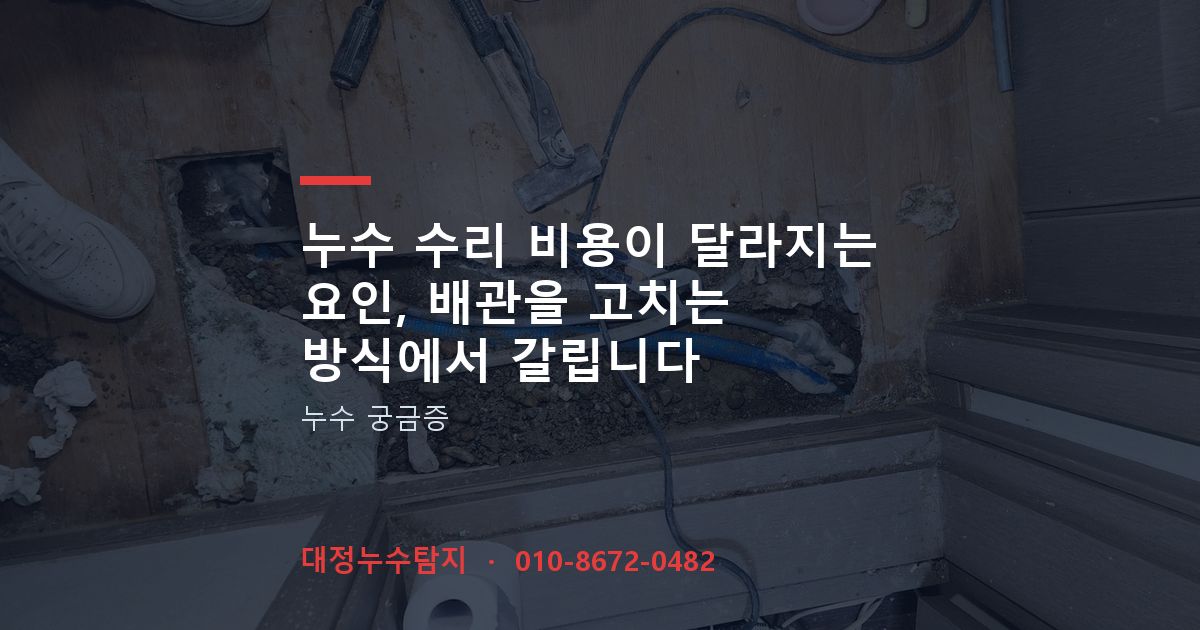 누수 수리 비용이 달라지는
요인, 배관을 고치는
방식에서 갈립니다
누수 궁금증
대정누수탐지 · 010-8672-0482